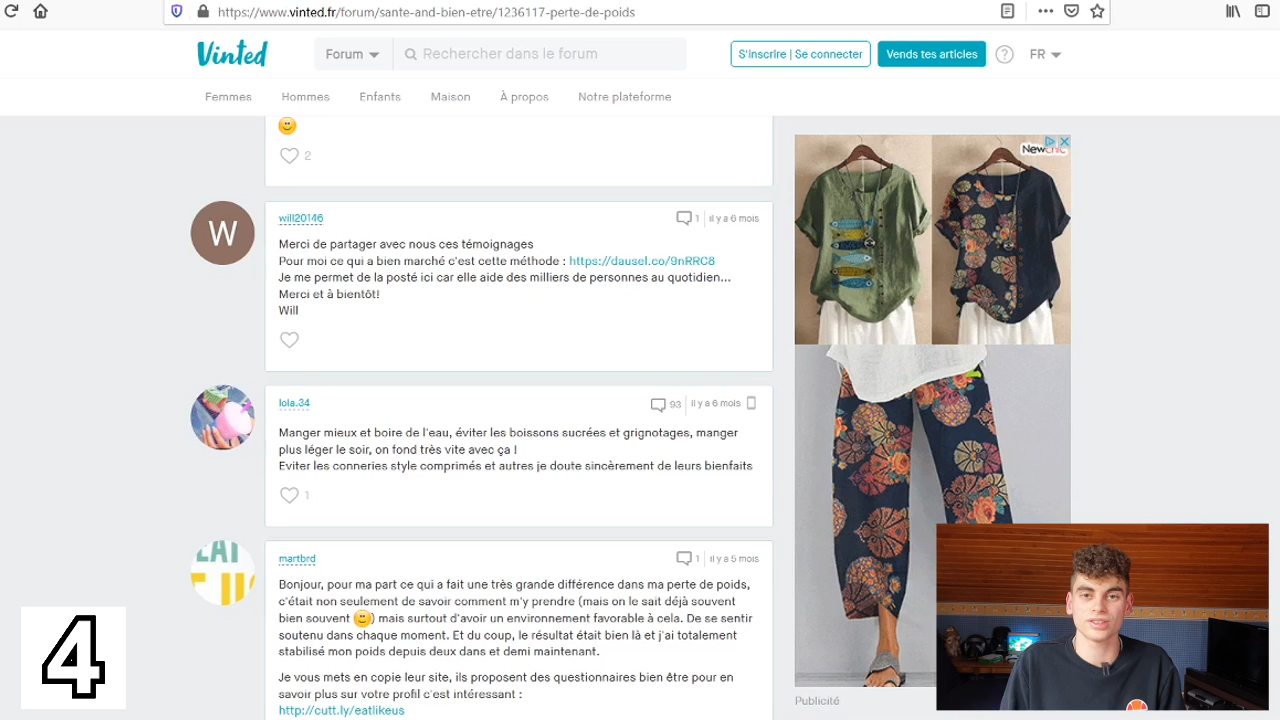 https://www.vinted.fr/forum/sante-and-bien-etre/1236117-perte-de-poids
Vinted
Forum
Rechercher dans le forum
S'inscrire | Se connecter
Vends tes articles
?
FR
Femmes
Hommes
Enfants
Maison
À propos
Notre plateforme
2
NewChic
W
will20146
1
il y a 6 mois
Merci de partager avec nous ces témoignages
Pour moi ce qui a bien marché c'est cette méthode : https://dausel.co/9nRRC8
Je me permet de la posté ici car elle aide des milliers de personnes au quotidien...
Merci et à bientôt!
Will
lola.34
93
il y a 6 mois
Manger mieux et boire de l'eau, éviter les boissons sucrées et grignotages, manger
plus léger le soir, on fond très vite avec ça !
Eviter les conneries style comprimés et autres je doute sincèrement de leurs bienfaits
1
martbrd
1
il y a 5 mois
Bonjour, pour ma part ce qui a fait une très grande différence dans ma perte de poids,
c'était non seulement de savoir comment m'y prendre (mais on le sait déjà souvent
bien souvent mais surtout d'avoir un environnement favorable à cela. De se sentir
soutenu dans chaque moment. Et du coup, le résultat était bien là et j'ai totalement
stabilisé mon poids depuis deux ans et demi maintenant.
Je vous mets en copie leur site, ils proposent des questionnaires bien être pour en
savoir plus sur votre profil c'est intéressant :
http://cutt.ly/eatlikeus
Publicité
4